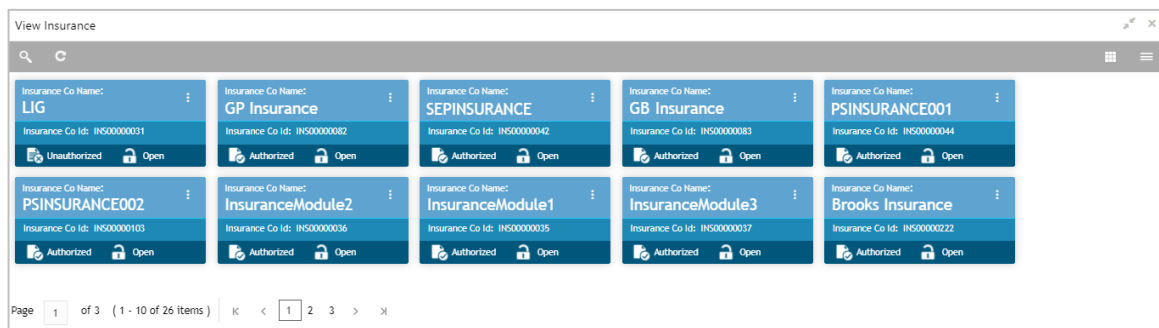 View Insurance
Insurance Co Name:
LIG
Insurance Co Id: INS00000031
Unauthorized Open
Insurance Co Name:
GP Insurance
Insurance Co Id: INS00000082
Authorized Open
Insurance Co Name:
SEPINSURANCE
Insurance Co Id: INS00000042
Authorized Open
Insurance Co Name:
GB Insurance
Insurance Co Id: INS00000083
Authorized Open
Insurance Co Name:
PSINSURANCE001
Insurance Co Id: INS00000044
Authorized Open
Insurance Co Name:
PSINSURANCE002
Insurance Co Id: INS00000103
Authorized Open
Insurance Co Name:
InsuranceModule2
Insurance Co Id: INS00000036
Authorized Open
Insurance Co Name:
InsuranceModule1
Insurance Co Id: INS00000035
Authorized Open
Insurance Co Name:
InsuranceModule3
Insurance Co Id: INS00000037
Authorized Open
Insurance Co Name:
Brooks Insurance
Insurance Co Id: INS00000222
Authorized Open
Page 1 of 3 ( 1 - 10 of 26 items ) 1 2 3